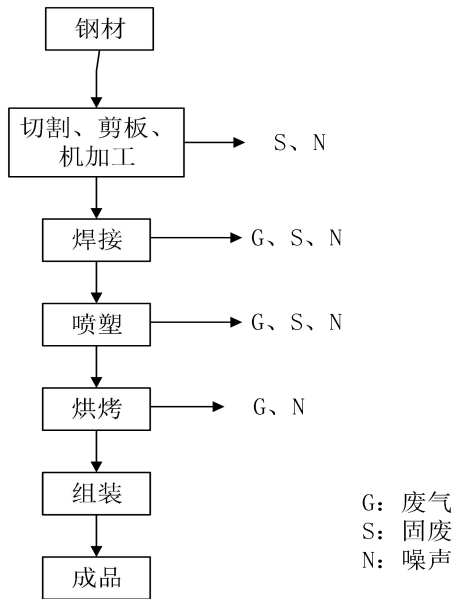 钢材
切割、剪板、
机加工
S、N
焊接
G、S、N
喷塑
G、S、N
烘烤
G、N
组装
成品
G：废气
S：固废
N：噪声